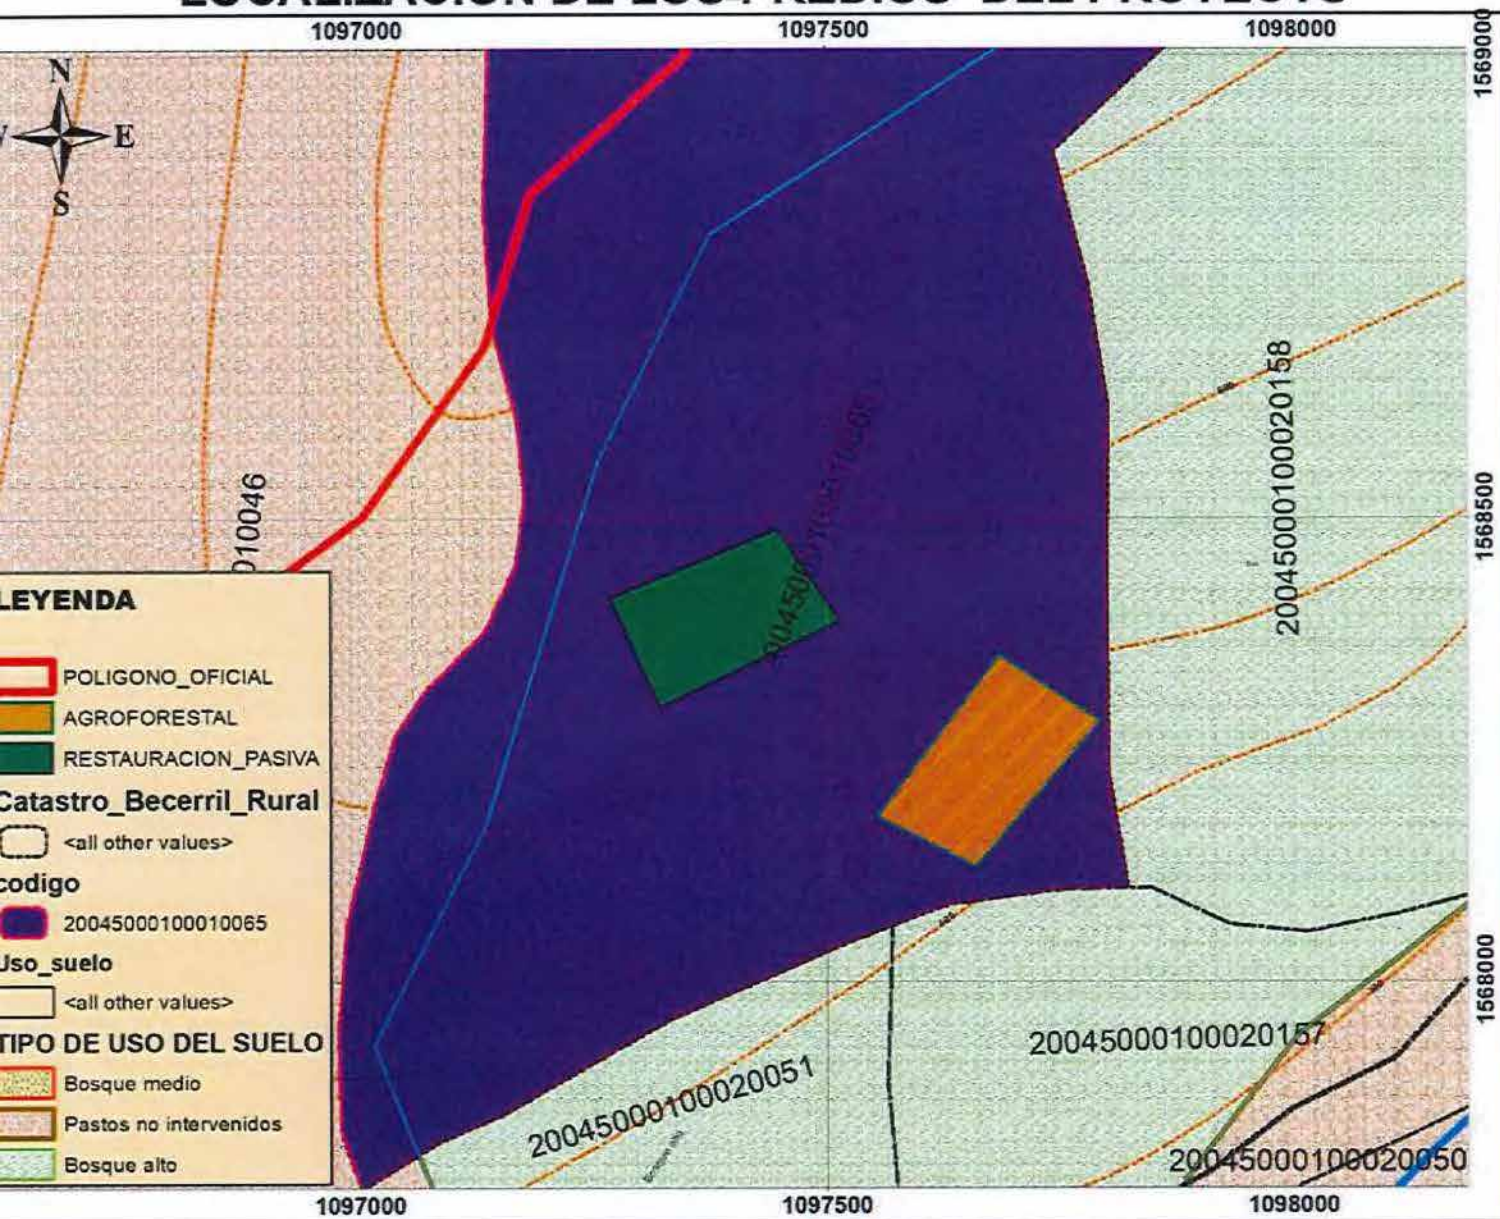 1097000 1097500 1098000
N
E
S
1569000
20045000100020158
1568500
LEYENDA
POLIGONO_OFICIAL
AGROFORESTAL
RESTAURACION_PASIVA
Catastro_Becerril_Rural
<all other values>
codigo
20045000100010065
Uso_suelo
<all other values>
TIPO DE USO DEL SUELO
Bosque medio
Pastos no intervenidos
Bosque alto
1568000
20045000100020157
20045000100020051
20045000100020050
1097000 1097500 1098000